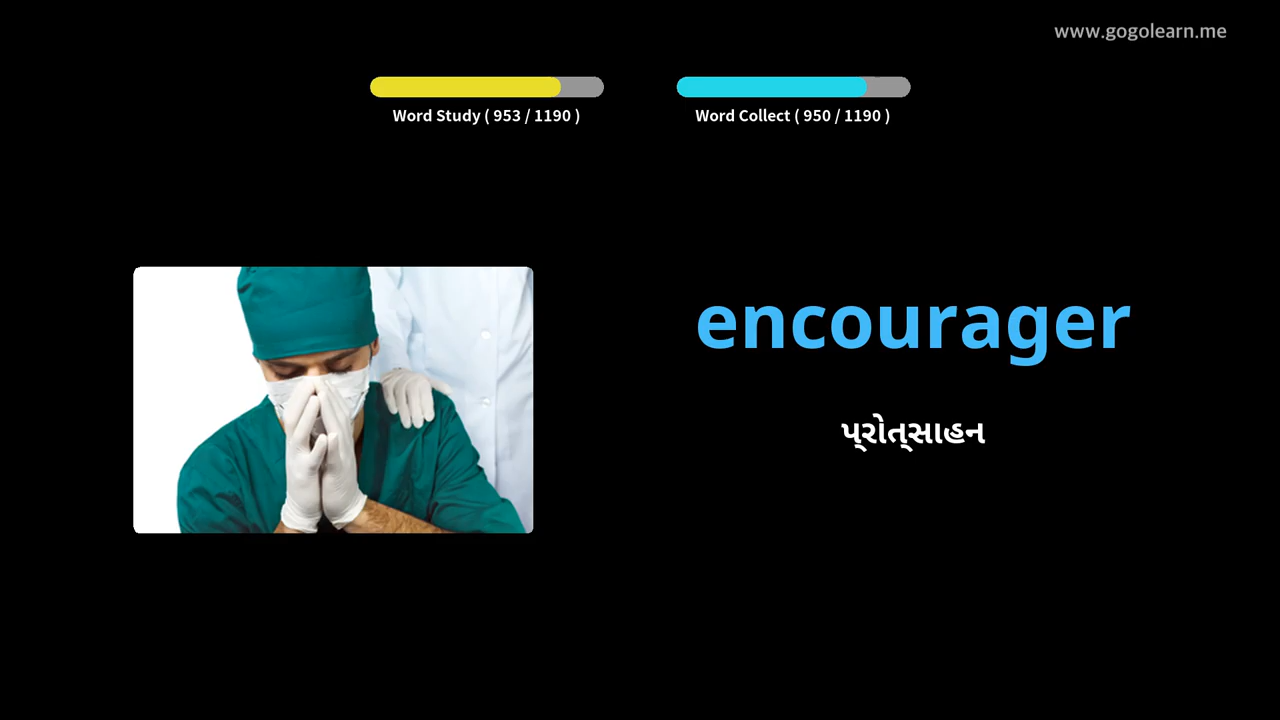 www.gogolearn.me
Word Study ( 953 / 1190 )
Word Collect ( 950 / 1190 )
encourager
પ્રોત્સાહન